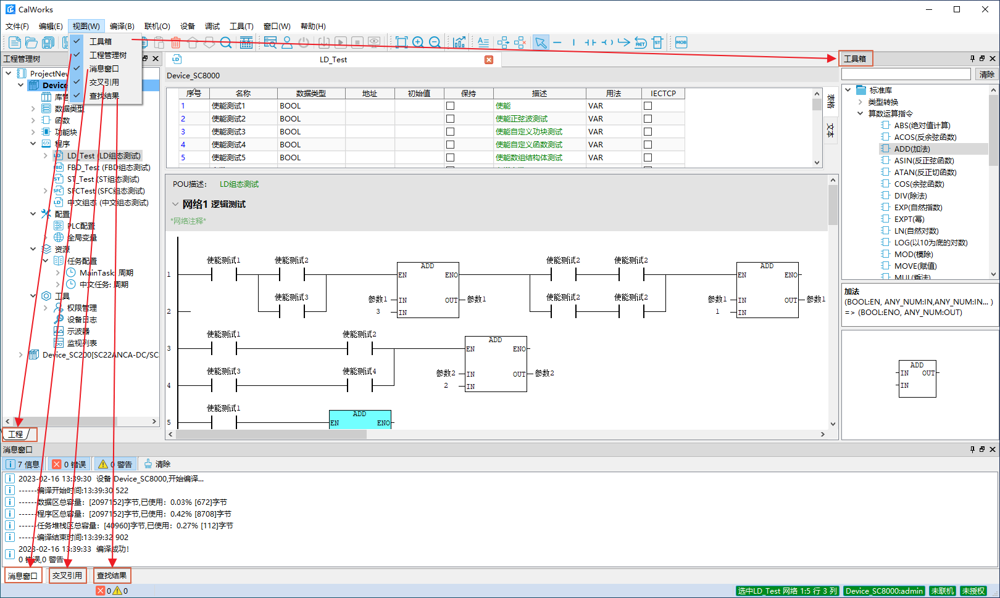 CalWorks
文件(F) 编辑(E) 视图(W) 编译(B) 联机(O) 设备 调试 工具(T) 窗口(W) 帮助(H)
工具箱
工程管理树
消息窗口
交叉引用
查找结果
工程管理树
ProjectNew
Device
库管
数据类型
函数
功能块
程序
LD_Test (LD组态测试)
FBD_Test (FBD组态测试)
ST_Test (ST组态测试)
SFCTest (SFC组态测试)
中文组态 (中文组态测试)
配置
PLC配置
全局变量
资源
任务配置
MainTask: 周期
中文任务: 周期
工具
权限管理
设备日志
示波器
监视列表
Device_SC200[SC22ANCA-DC/SC
工程
LD_Test
Device_SC8000
序号 名称 数据类型 地址 初始值 保持 描述 用法 IECTCP
1 使能测试1 BOOL 使能 VAR
2 使能测试2 BOOL 使能正弦波测试 VAR
3 使能测试3 BOOL 使能自定义功块测试 VAR
4 使能测试4 BOOL 使能自定义函数测试 VAR
5 使能测试5 BOOL 使能数组结构体测试 VAR
表格
文本
POU描述: LD组态测试
网络1 逻辑测试
*网络注释*
使能测试1 使能测试2 ADD 使能测试2 使能测试2 ADD
1 EN ENO EN ENO
使能测试3 使能测试2 使能测试2
参数1 IN OUT 参数1 参数1 IN OUT 参数1
2 3 IN 1 IN
使能测试1 使能测试2 ADD
3 EN ENO
使能测试3 使能测试4 参数2 IN OUT 参数2
4 2 IN
使能测试1 ADD
5 EN ENO
工具箱
清除
标准库
类型转换
算数运算指令
ABS(绝对值计算)
ACOS(反余弦函数)
ADD(加法)
ASIN(反正弦函数)
ATAN(反正切函数)
COS(余弦函数)
DIV(除法)
EXP(自然指数)
EXPT(幂)
LN(自然对数)
LOG(以10为底的对数)
MOD(模除)
MOVE(赋值)
MUL(乘法)
加法
(BOOL:EN, ANY_NUM:IN,ANY_NUM:IN... )
=> (BOOL:ENO, ANY_NUM:OUT)
ADD
IN OUT
IN
消息窗口
7 信息 0 错误 0 警告 清除
2023-02-16 13:39:30 设备 Device_SC8000,开始编译...
------编译开始时间:13:39:30 522
------数据区总容量: [2097152]字节,已使用: 0.03% [672]字节
------程序区总容量: [2097152]字节,已使用: 0.42% [8708]字节
------任务堆栈区总容量: [40960]字节,已使用: 0.27% [112]字节
------编译结束时间:13:39:32 902
2023-02-16 13:39:33 编译成功!
0 错误,0 警告
消息窗口 交叉引用 查找结果
0 0
选中LD_Test 网络 1:5 行 3 列 Device_SC8000:admin 未联机 未授权